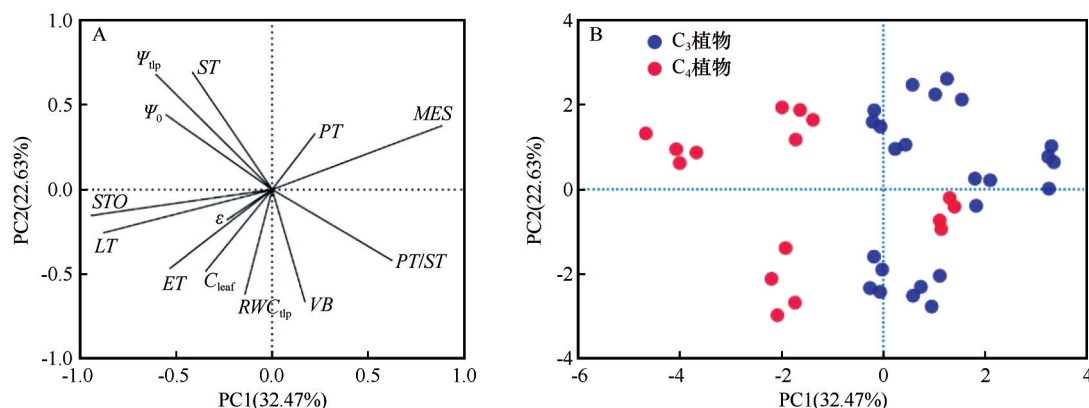 A
1.0
0.5
0.0
-0.5
-1.0
PC2(22.63%)
Ψtlp
ST
Ψ0
PT
MES
STO
LT
ε
ET
Cleaf
RWCtlp
VB
PT/ST
-1.0 -0.5 0.0 0.5 1.0
PC1(32.47%)
B
C3植物
C4植物
4
2
0
-2
-4
PC2(22.63%)
-6 -4 -2 0 2 4
PC1(32.47%)